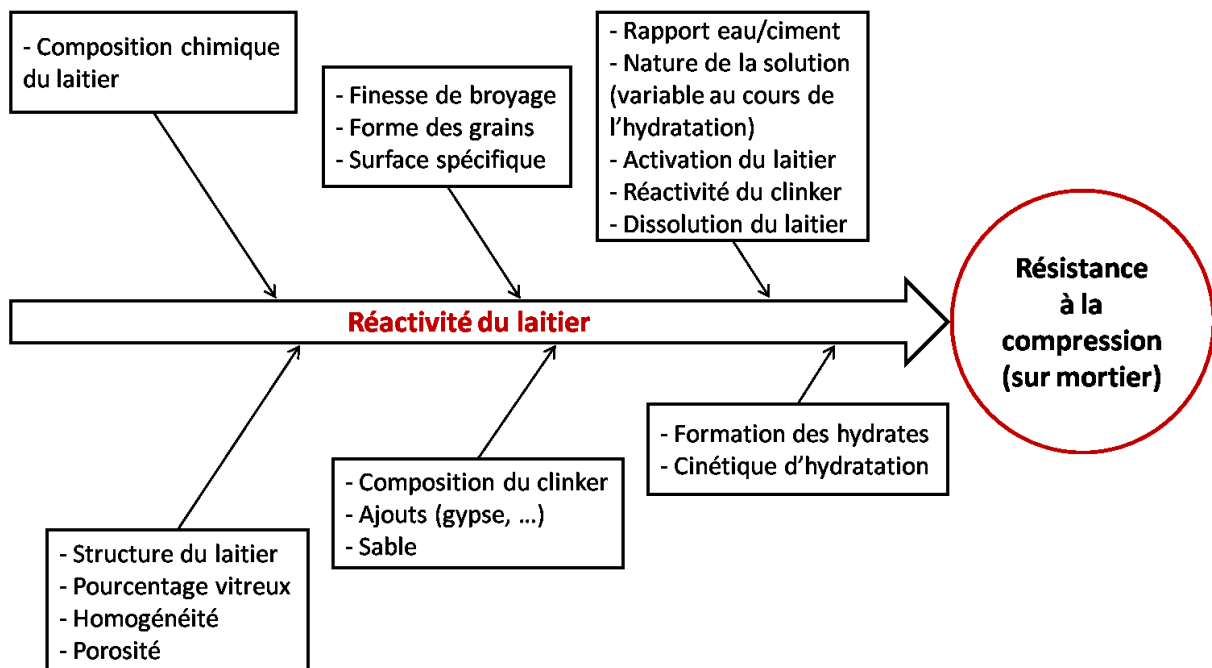 - Composition chimique
du laitier
- Finesse de broyage
- Forme des grains
- Surface spécifique
- Rapport eau/ciment
- Nature de la solution
(variable au cours de
l’hydratation)
- Activation du laitier
- Réactivité du clinker
- Dissolution du laitier
Réactivité du laitier
Résistance
à la
compression
(sur mortier)
- Structure du laitier
- Pourcentage vitreux
- Homogénéité
- Porosité
- Composition du clinker
- Ajouts (gypse, ...)
- Sable
- Formation des hydrates
- Cinétique d’hydratation